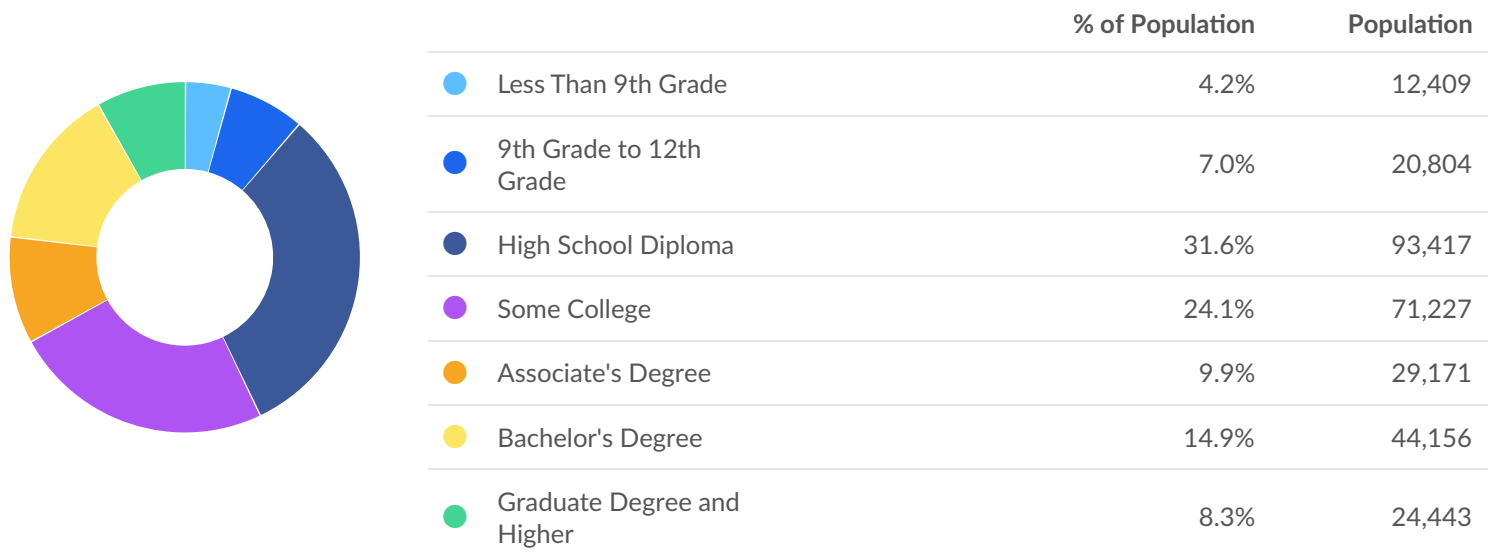 % of Population Population
Less Than 9th Grade 4.2% 12,409
9th Grade to 12th
Grade 7.0% 20,804
High School Diploma 31.6% 93,417
Some College 24.1% 71,227
Associate's Degree 9.9% 29,171
Bachelor's Degree 14.9% 44,156
Graduate Degree and
Higher 8.3% 24,443